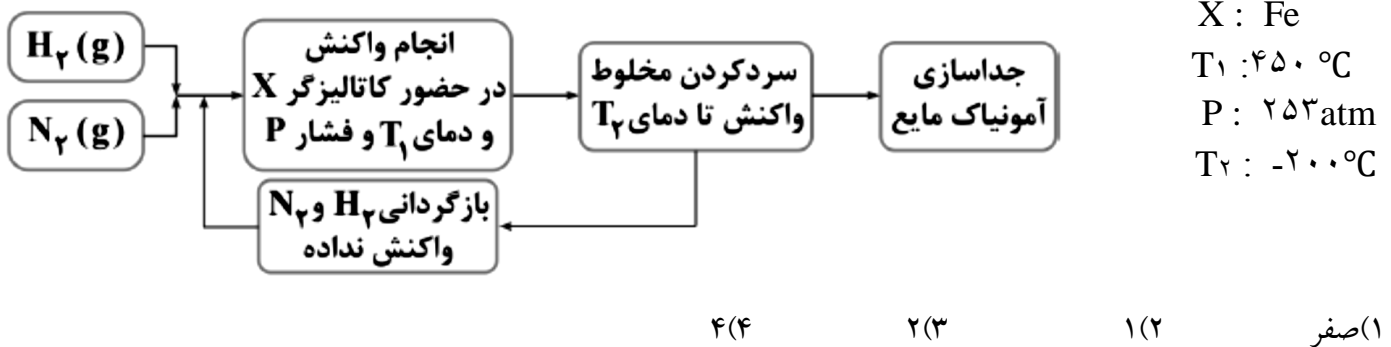 H۲(g)
N۲(g)
انجام واکنش
در حضور کاتالیزگر X
و دمای T۱ و فشار P
سردکردن مخلوط
واکنش تا دمای T۲
جداسازی
آمونیاک مایع
بازگردانی H۲ و N۲
واکنش نداده
X : Fe
T۱ :۴۵۰ °C
P : ۲۵۳atm
T۲ : -۲۰۰°C
۱)صفر ۲)۱ ۳)۲ ۴)۴